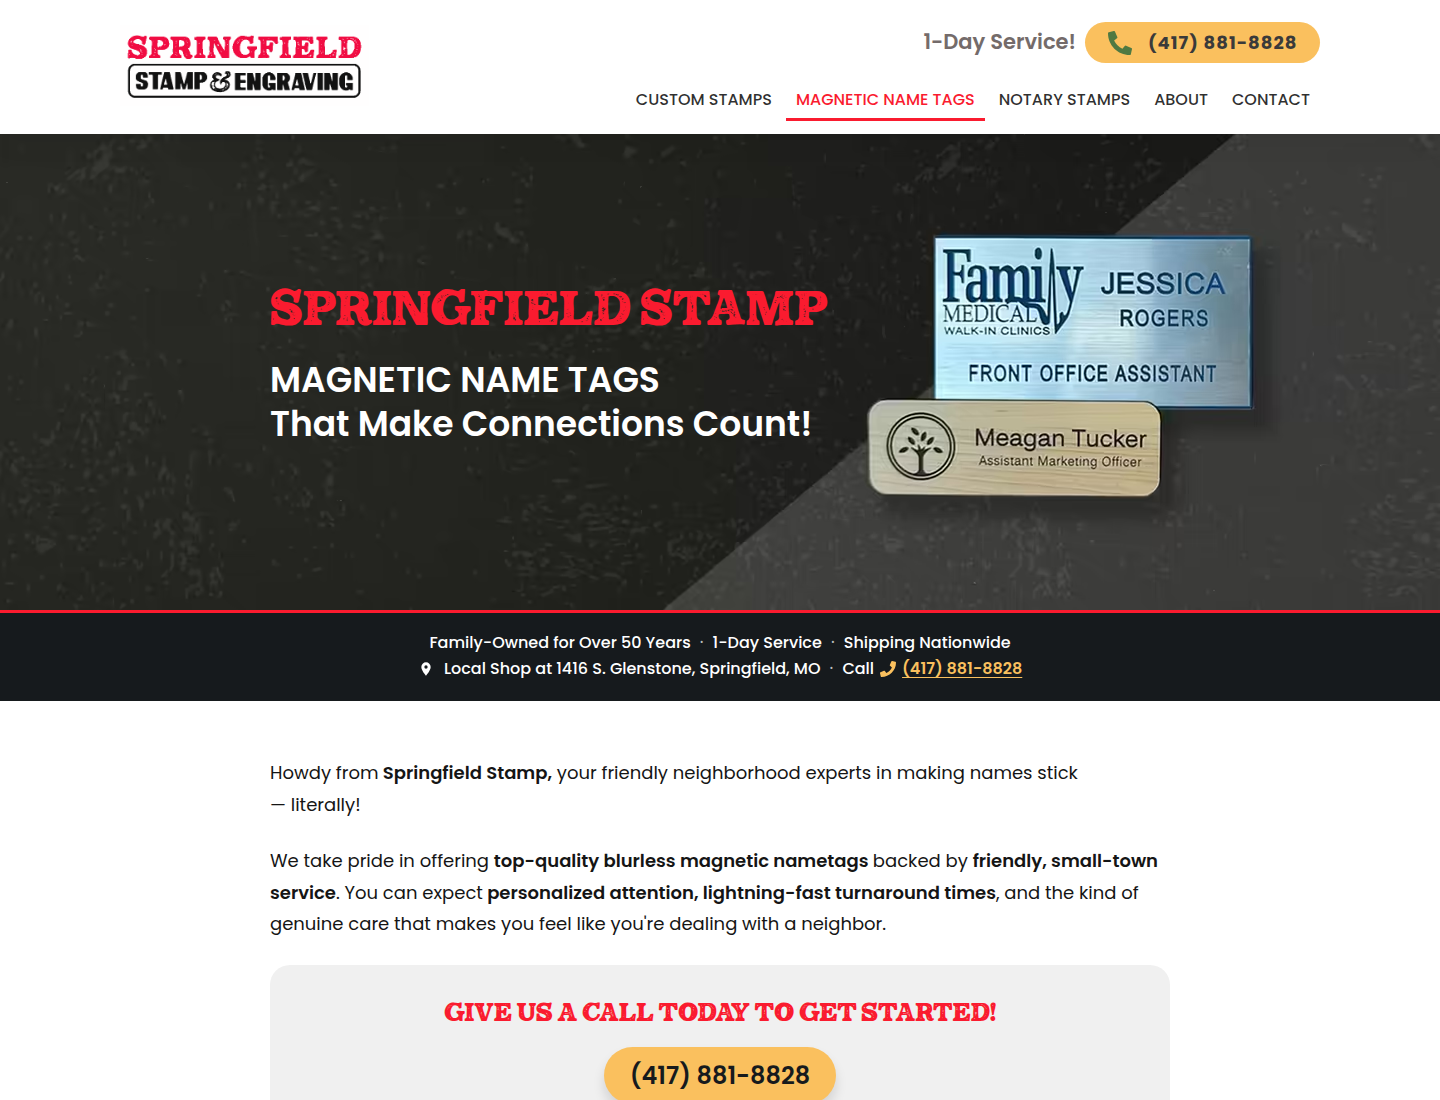 SPRINGFIELD
STAMP & ENGRAVING
1-Day Service!
(417) 881-8828
CUSTOM STAMPS
MAGNETIC NAME TAGS
NOTARY STAMPS
ABOUT
CONTACT
SPRINGFIELD STAMP
MAGNETIC NAME TAGS
That Make Connections Count!
Family
MEDICAL
WALK-IN CLINICS
JESSICA
ROGERS
FRONT OFFICE ASSISTANT
Meagan Tucker
Assistant Marketing Officer
Family-Owned for Over 50 Years · 1-Day Service · Shipping Nationwide
Local Shop at 1416 S. Glenstone, Springfield, MO · Call (417) 881-8828
Howdy from Springfield Stamp, your friendly neighborhood experts in making names stick
— literally!
We take pride in offering top-quality blurless magnetic nametags backed by friendly, small-town
service. You can expect personalized attention, lightning-fast turnaround times, and the kind of
genuine care that makes you feel like you're dealing with a neighbor.
GIVE US A CALL TODAY TO GET STARTED!
(417) 881-8828